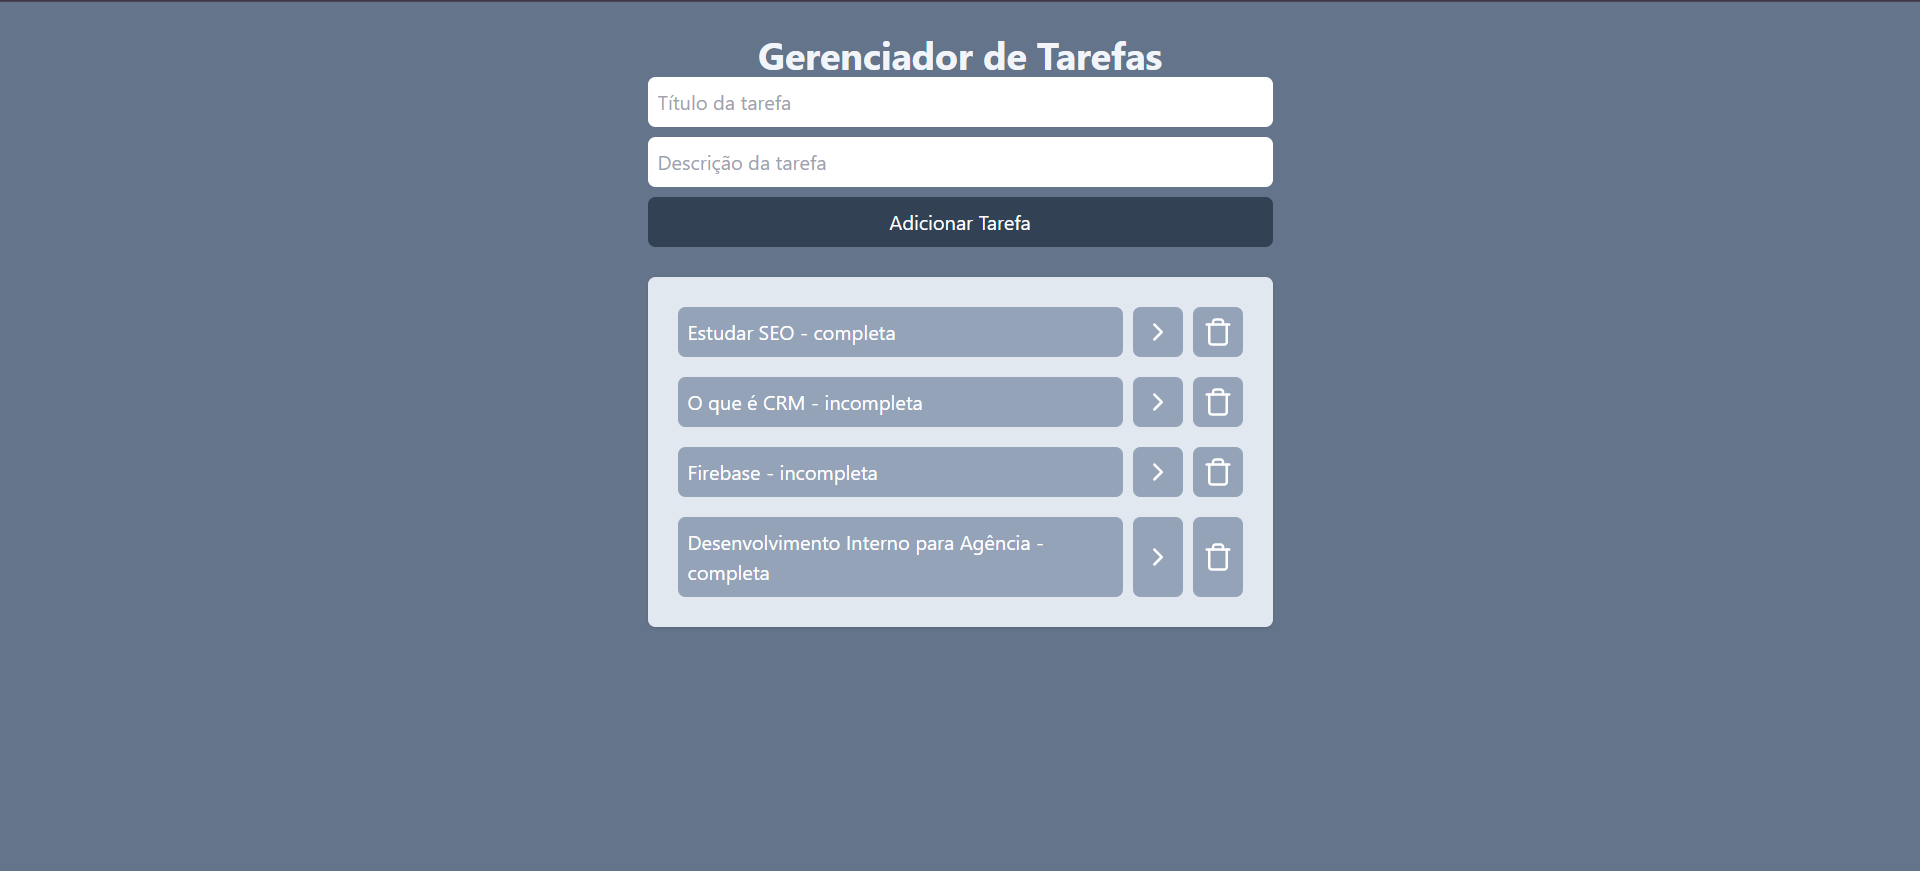 Gerenciador de Tarefas
Título da tarefa
Descrição da tarefa
Adicionar Tarefa
Estudar SEO - completa
O que é CRM - incompleta
Firebase - incompleta
Desenvolvimento Interno para Agência -
completa